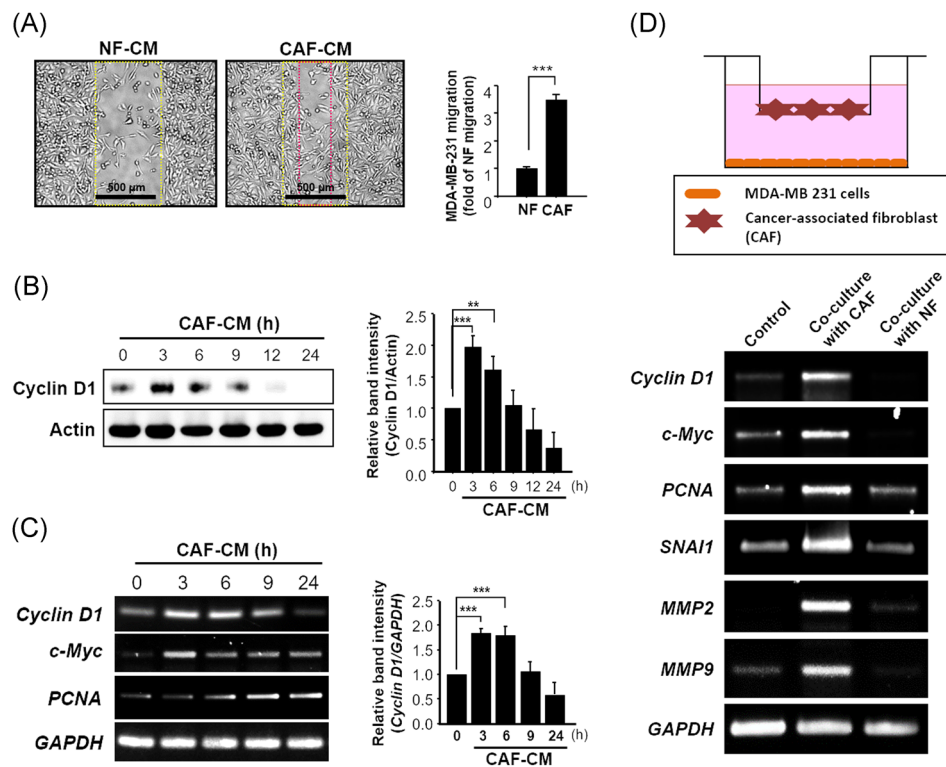 (A)
NF-CM
CAF-CM
500 μm
500 μm
MDA-MB-231 migration
(fold of NF migration)
4
3
2
1
0
***
NF CAF
(B)
CAF-CM (h)
0 3 6 9 12 24
Cyclin D1
Actin
Relative band intensity
(Cyclin D1/Actin)
2.5
2.0
1.5
1.0
0.5
0.0
**
***
0 3 6 9 12 24 (h)
CAF-CM
(C)
CAF-CM (h)
0 3 6 9 24
Cyclin D1
c-Myc
PCNA
GAPDH
Relative band intensity
(Cyclin D1/GAPDH)
2.5
2.0
1.5
1.0
0.5
0.0
***
***
0 3 6 9 24 (h)
CAF-CM
(D)
MDA-MB 231 cells
Cancer-associated fibroblast
(CAF)
Control
Co-culture
with CAF
Co-culture
with NF
Cyclin D1
c-Myc
PCNA
SNAI1
MMP2
MMP9
GAPDH